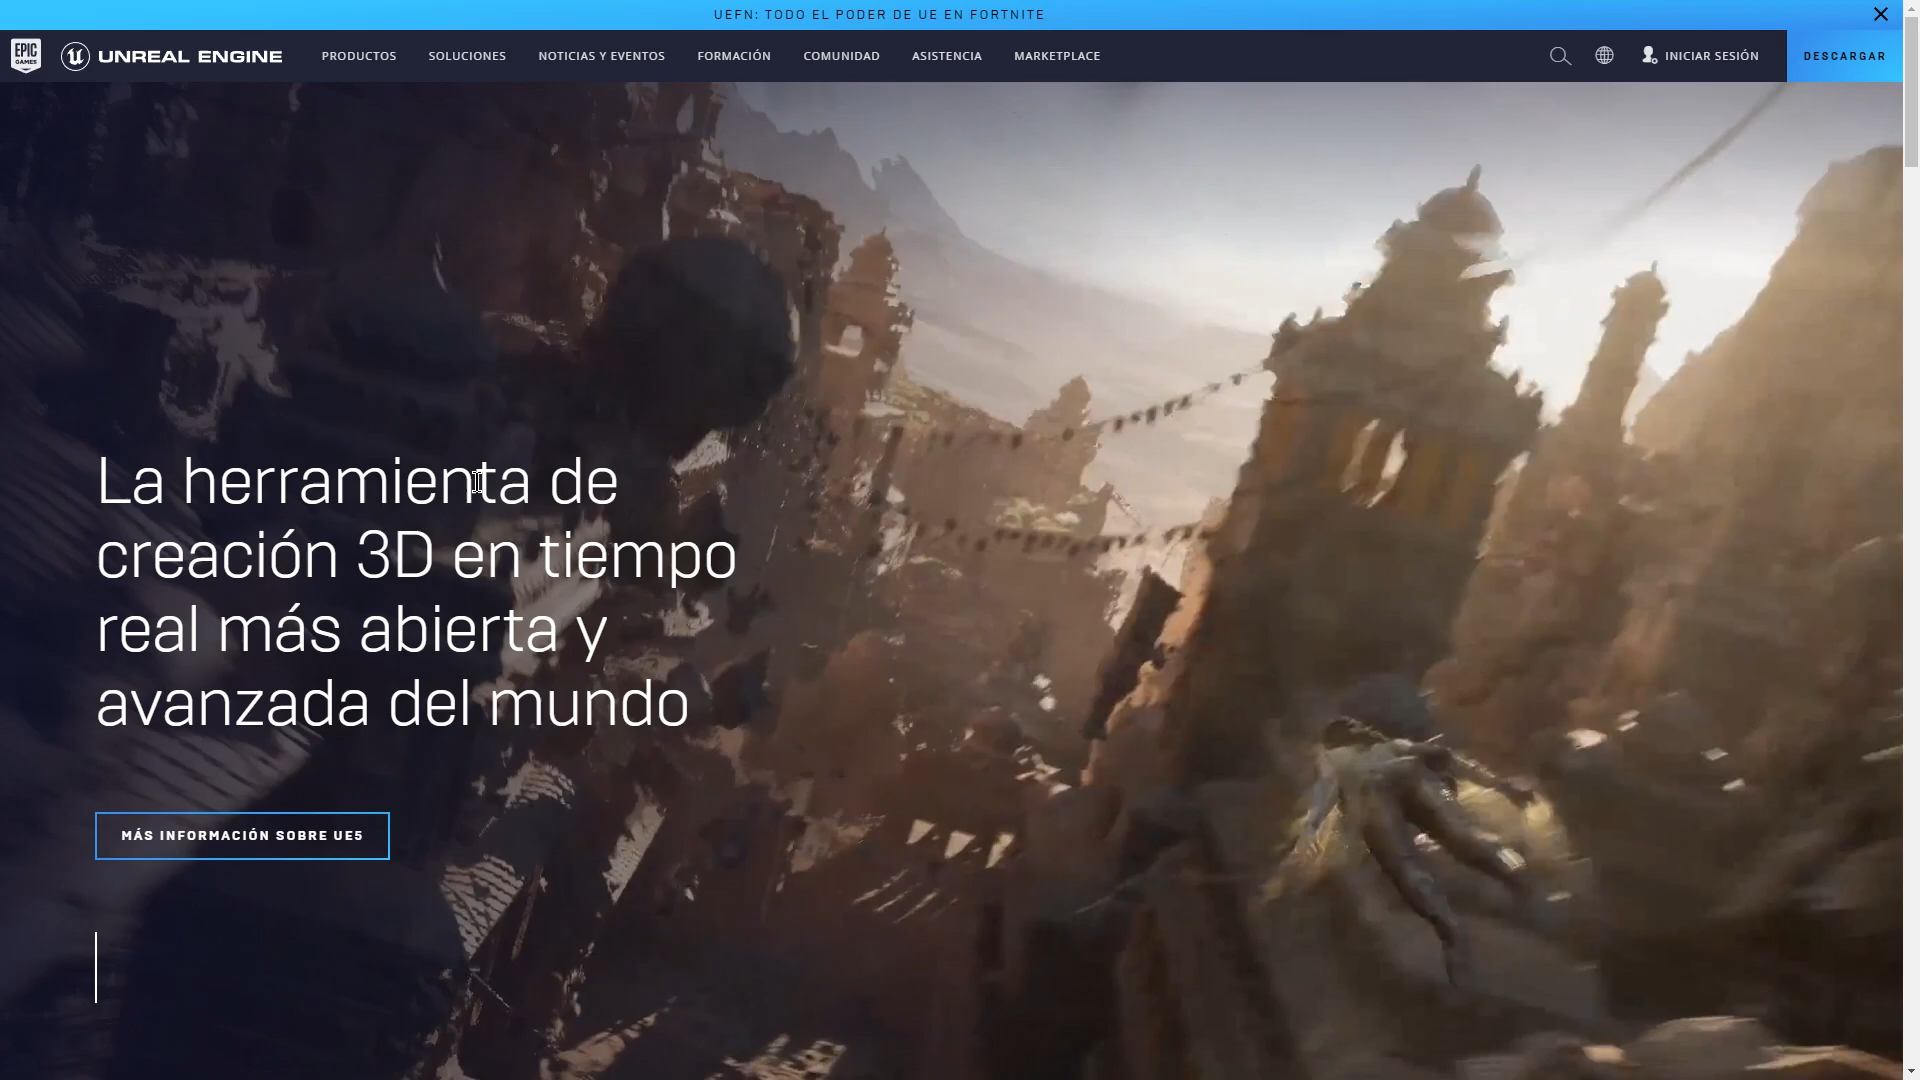 UEFN: TODO EL PODER DE UE EN FORTNITE
EPIC GAMES
UNREAL ENGINE
PRODUCTOS
SOLUCIONES
NOTICIAS Y EVENTOS
FORMACIÓN
COMUNIDAD
ASISTENCIA
MARKETPLACE
INICIAR SESIÓN
DESCARGAR
La herramienta de
creación 3D en tiempo
real más abierta y
avanzada del mundo
MÁS INFORMACIÓN SOBRE UE5